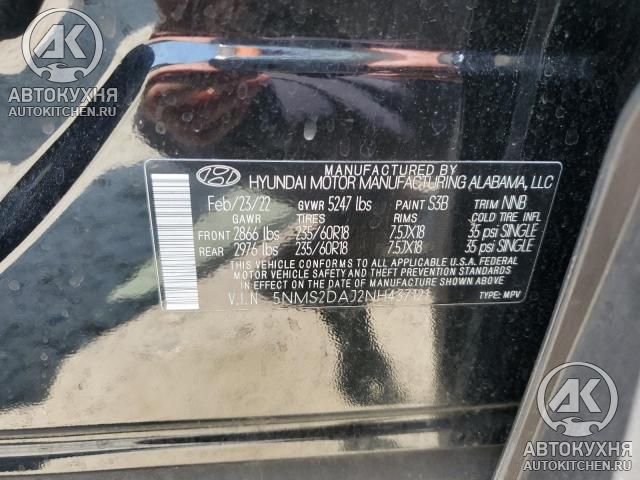 AK
АВТОКУХНЯ
AUTOKITCHEN.RU
MANUFACTURED BY
HYUNDAI MOTOR MANUFACTURING ALABAMA, LLC
Feb/23/22 GVWR 5247 lbs PAINT S3B TRIM NNB
GAWR TIRES RIMS COLD TIRE INFL
FRONT 2866 lbs 235/60R18 7.5JX18 35 psi SINGLE
REAR 2976 lbs 235/60R18 7.5JX18 35 psi SINGLE
THIS VEHICLE CONFORMS TO ALL APPLICABLE U.S. FEDERAL
MOTOR VEHICLE SAFETY AND THEFT PREVENTION
STANDARDS IN EFFECT ON THE DATE OF MANUFACTURE
SHOWN ABOVE.
V.I.N - 5NMS2DAJ2NH437121 TYPE: MPV
AK
АВТОКУХНЯ
AUTOKITCHEN.RU